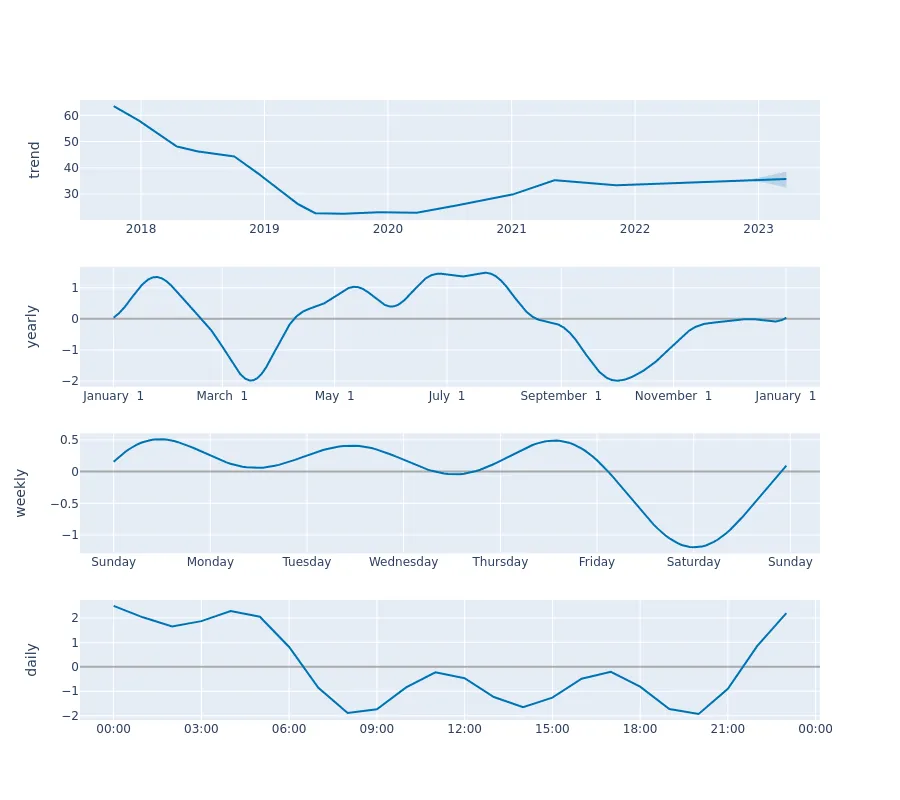 trend
60
50
40
30
2018 2019 2020 2021 2022 2023
yearly
1
0
−1
−2
January 1 March 1 May 1 July 1 September 1 November 1 January 1
weekly
0.5
0
−0.5
−1
Sunday Monday Tuesday Wednesday Thursday Friday Saturday Sunday
daily
2
1
0
−1
−2
00:00 03:00 06:00 09:00 12:00 15:00 18:00 21:00 00:00